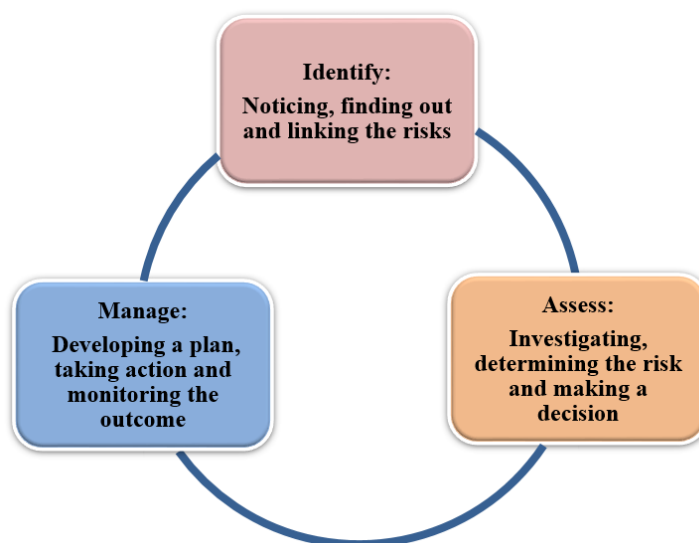 Identify:
Noticing, finding out
and linking the risks
Manage:
Developing a plan,
taking action and
monitoring the
outcome
Assess:
Investigating,
determining the risk
and making a
decision